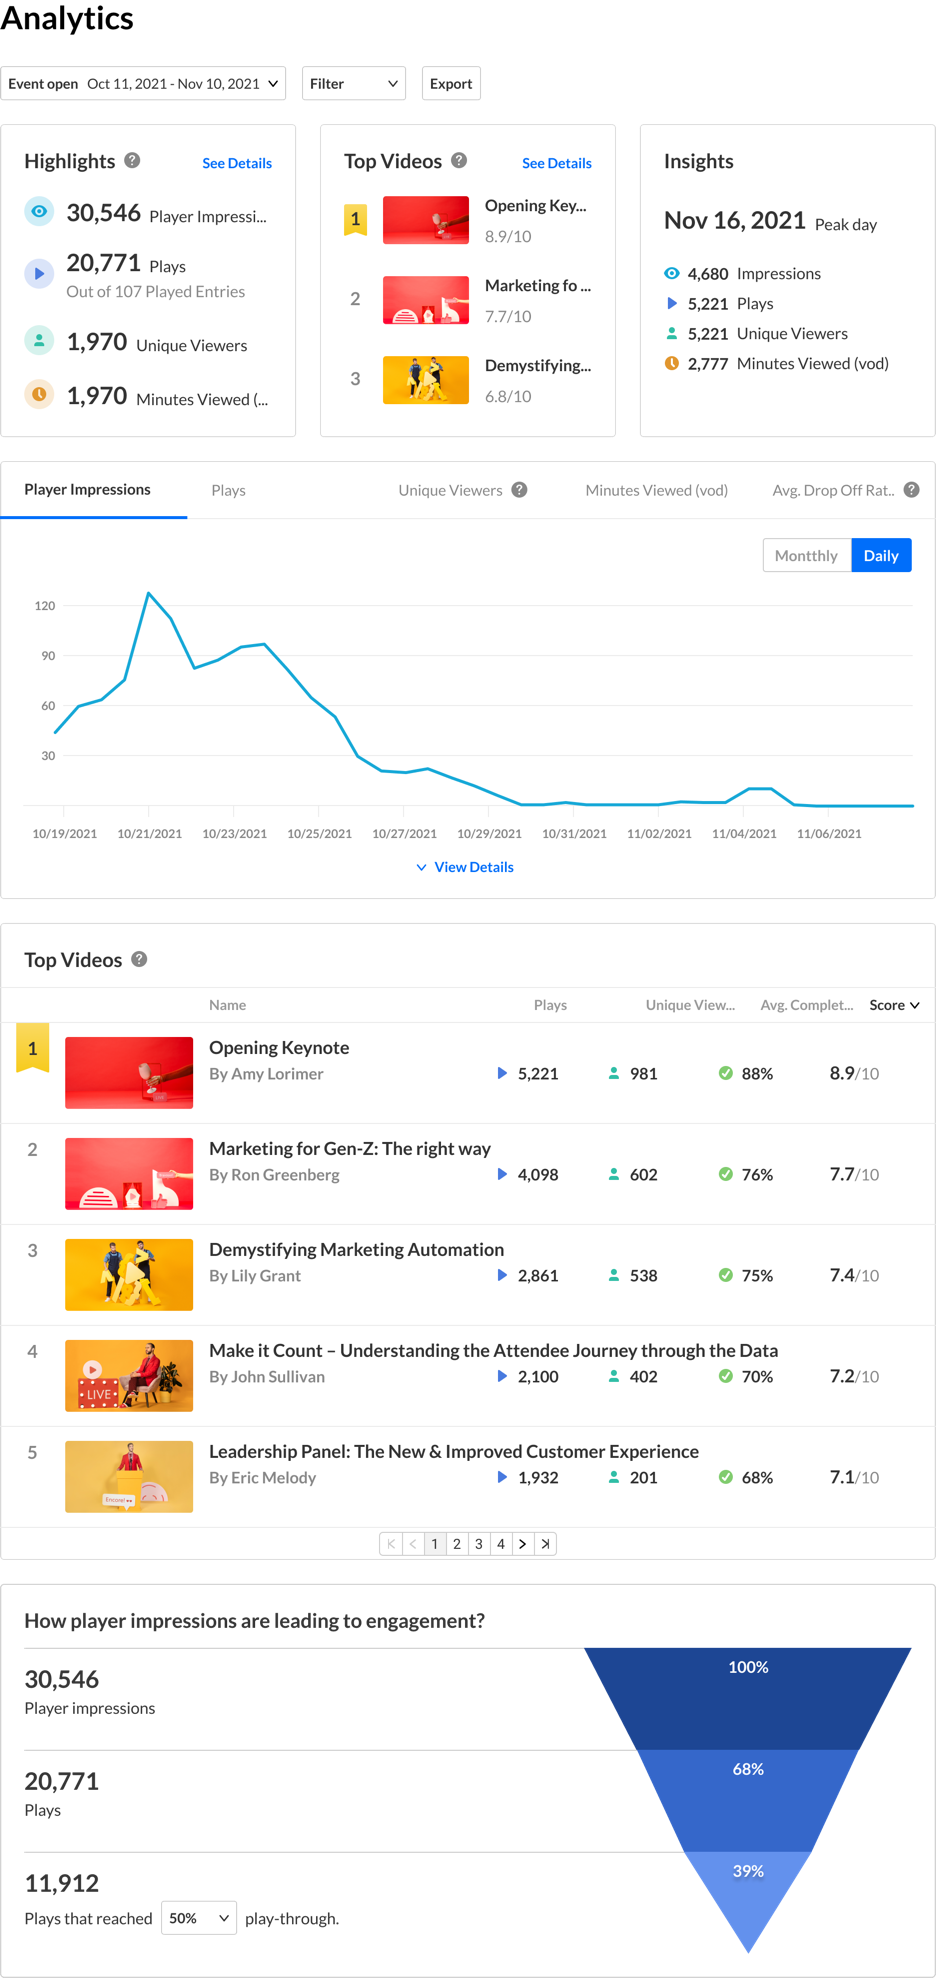 Analytics
Event open Oct 11, 2021 - Nov 10, 2021
Filter
Export
Highlights ?
See Details
30,546 Player Impressi...
20,771 Plays
Out of 107 Played Entries
1,970 Unique Viewers
1,970 Minutes Viewed (...
Top Videos ?
See Details
1
Opening Key...
8.9/10
2
Marketing fo ...
7.7/10
3
Demystifying...
6.8/10
Insights
Nov 16, 2021 Peak day
4,680 Impressions
5,221 Plays
5,221 Unique Viewers
2,777 Minutes Viewed (vod)
Player Impressions
Plays
Unique Viewers ?
Minutes Viewed (vod)
Avg. Drop Off Rat.. ?
Montthly
Daily
120
90
60
30
10/19/2021 10/21/2021 10/23/2021 10/25/2021 10/27/2021 10/29/2021 10/31/2021 11/02/2021 11/04/2021 11/06/2021
View Details
Top Videos ?
Name Plays Unique View... Avg. Complet... Score
1
Opening Keynote
By Amy Lorimer
5,221 981 88% 8.9/10
2
Marketing for Gen-Z: The right way
By Ron Greenberg
4,098 602 76% 7.7/10
3
Demystifying Marketing Automation
By Lily Grant
2,861 538 75% 7.4/10
4
LIVE
Make it Count – Understanding the Attendee Journey through the Data
By John Sullivan
2,100 402 70% 7.2/10
5
Encore!
Leadership Panel: The New & Improved Customer Experience
By Eric Melody
1,932 201 68% 7.1/10
1 2 3 4
How player impressions are leading to engagement?
30,546
Player impressions
100%
20,771
Plays
68%
11,912
Plays that reached 50% play-through.
39%